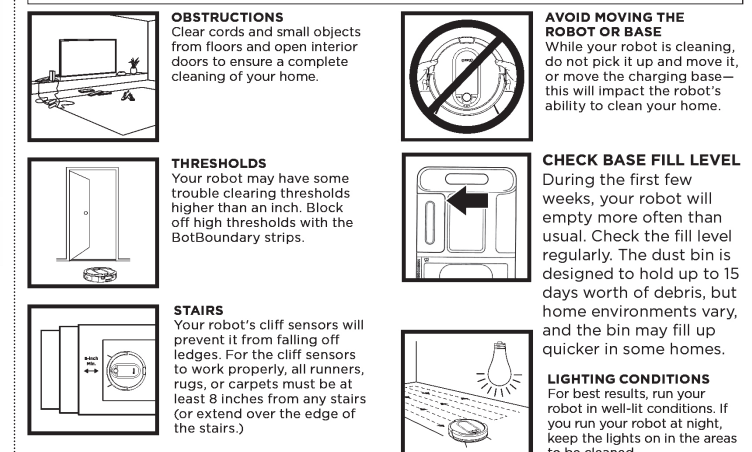 OBSTRUCTIONS
Clear cords and small objects
from floors and open interior
doors to ensure a complete
cleaning of your home.
THRESHOLDS
Your robot may have some
trouble clearing thresholds
higher than an inch. Block
off high thresholds with the
BotBoundary strips.
8-inch
Min.
STAIRS
Your robot's cliff sensors will
prevent it from falling off
ledges. For the cliff sensors
to work properly, all runners,
rugs, or carpets must be at
least 8 inches from any stairs
(or extend over the edge of
the stairs.)
AVOID MOVING THE
ROBOT OR BASE
While your robot is cleaning,
do not pick it up and move it,
or move the charging base—
this will impact the robot's
ability to clean your home.
CHECK BASE FILL LEVEL
During the first few
weeks, your robot will
empty more often than
usual. Check the fill level
regularly. The dust bin is
designed to hold up to 15
days worth of debris, but
home environments vary,
and the bin may fill up
quicker in some homes.
LIGHTING CONDITIONS
For best results, run your
robot in well-lit conditions. If
you run your robot at night,
keep the lights on in the areas
to be cleaned